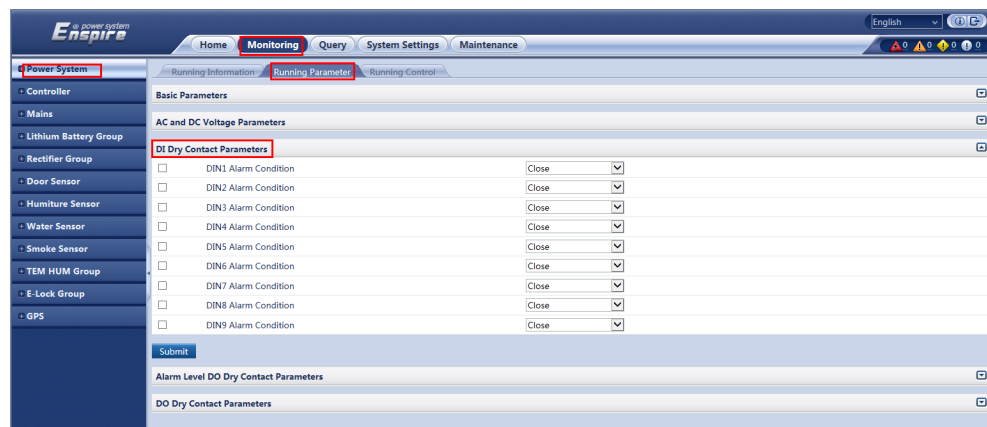 Enspire e power system
English
Home Monitoring Query System Settings Maintenance
0 0 0 0
Power System
Running Information Running Parameter Running Control
Controller
Mains
Lithium Battery Group
Rectifier Group
Door Sensor
Humiture Sensor
Water Sensor
Smoke Sensor
TEM HUM Group
E-Lock Group
GPS
Basic Parameters
AC and DC Voltage Parameters
DI Dry Contact Parameters
DIN1 Alarm Condition Close
DIN2 Alarm Condition Close
DIN3 Alarm Condition Close
DIN4 Alarm Condition Close
DIN5 Alarm Condition Close
DIN6 Alarm Condition Close
DIN7 Alarm Condition Close
DIN8 Alarm Condition Close
DIN9 Alarm Condition Close
Submit
Alarm Level DO Dry Contact Parameters
DO Dry Contact Parameters